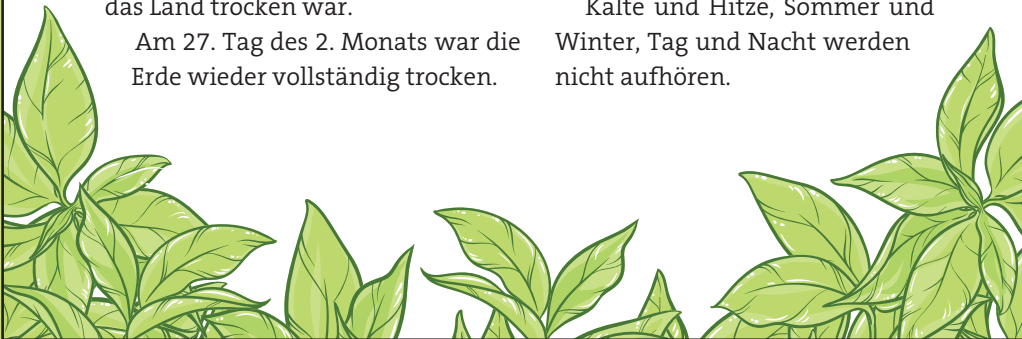 das Land trocken war.
Am 27. Tag des 2. Monats war die
Erde wieder vollständig trocken.
Kälte und Hitze, Sommer und
Winter, Tag und Nacht werden
nicht aufhören.